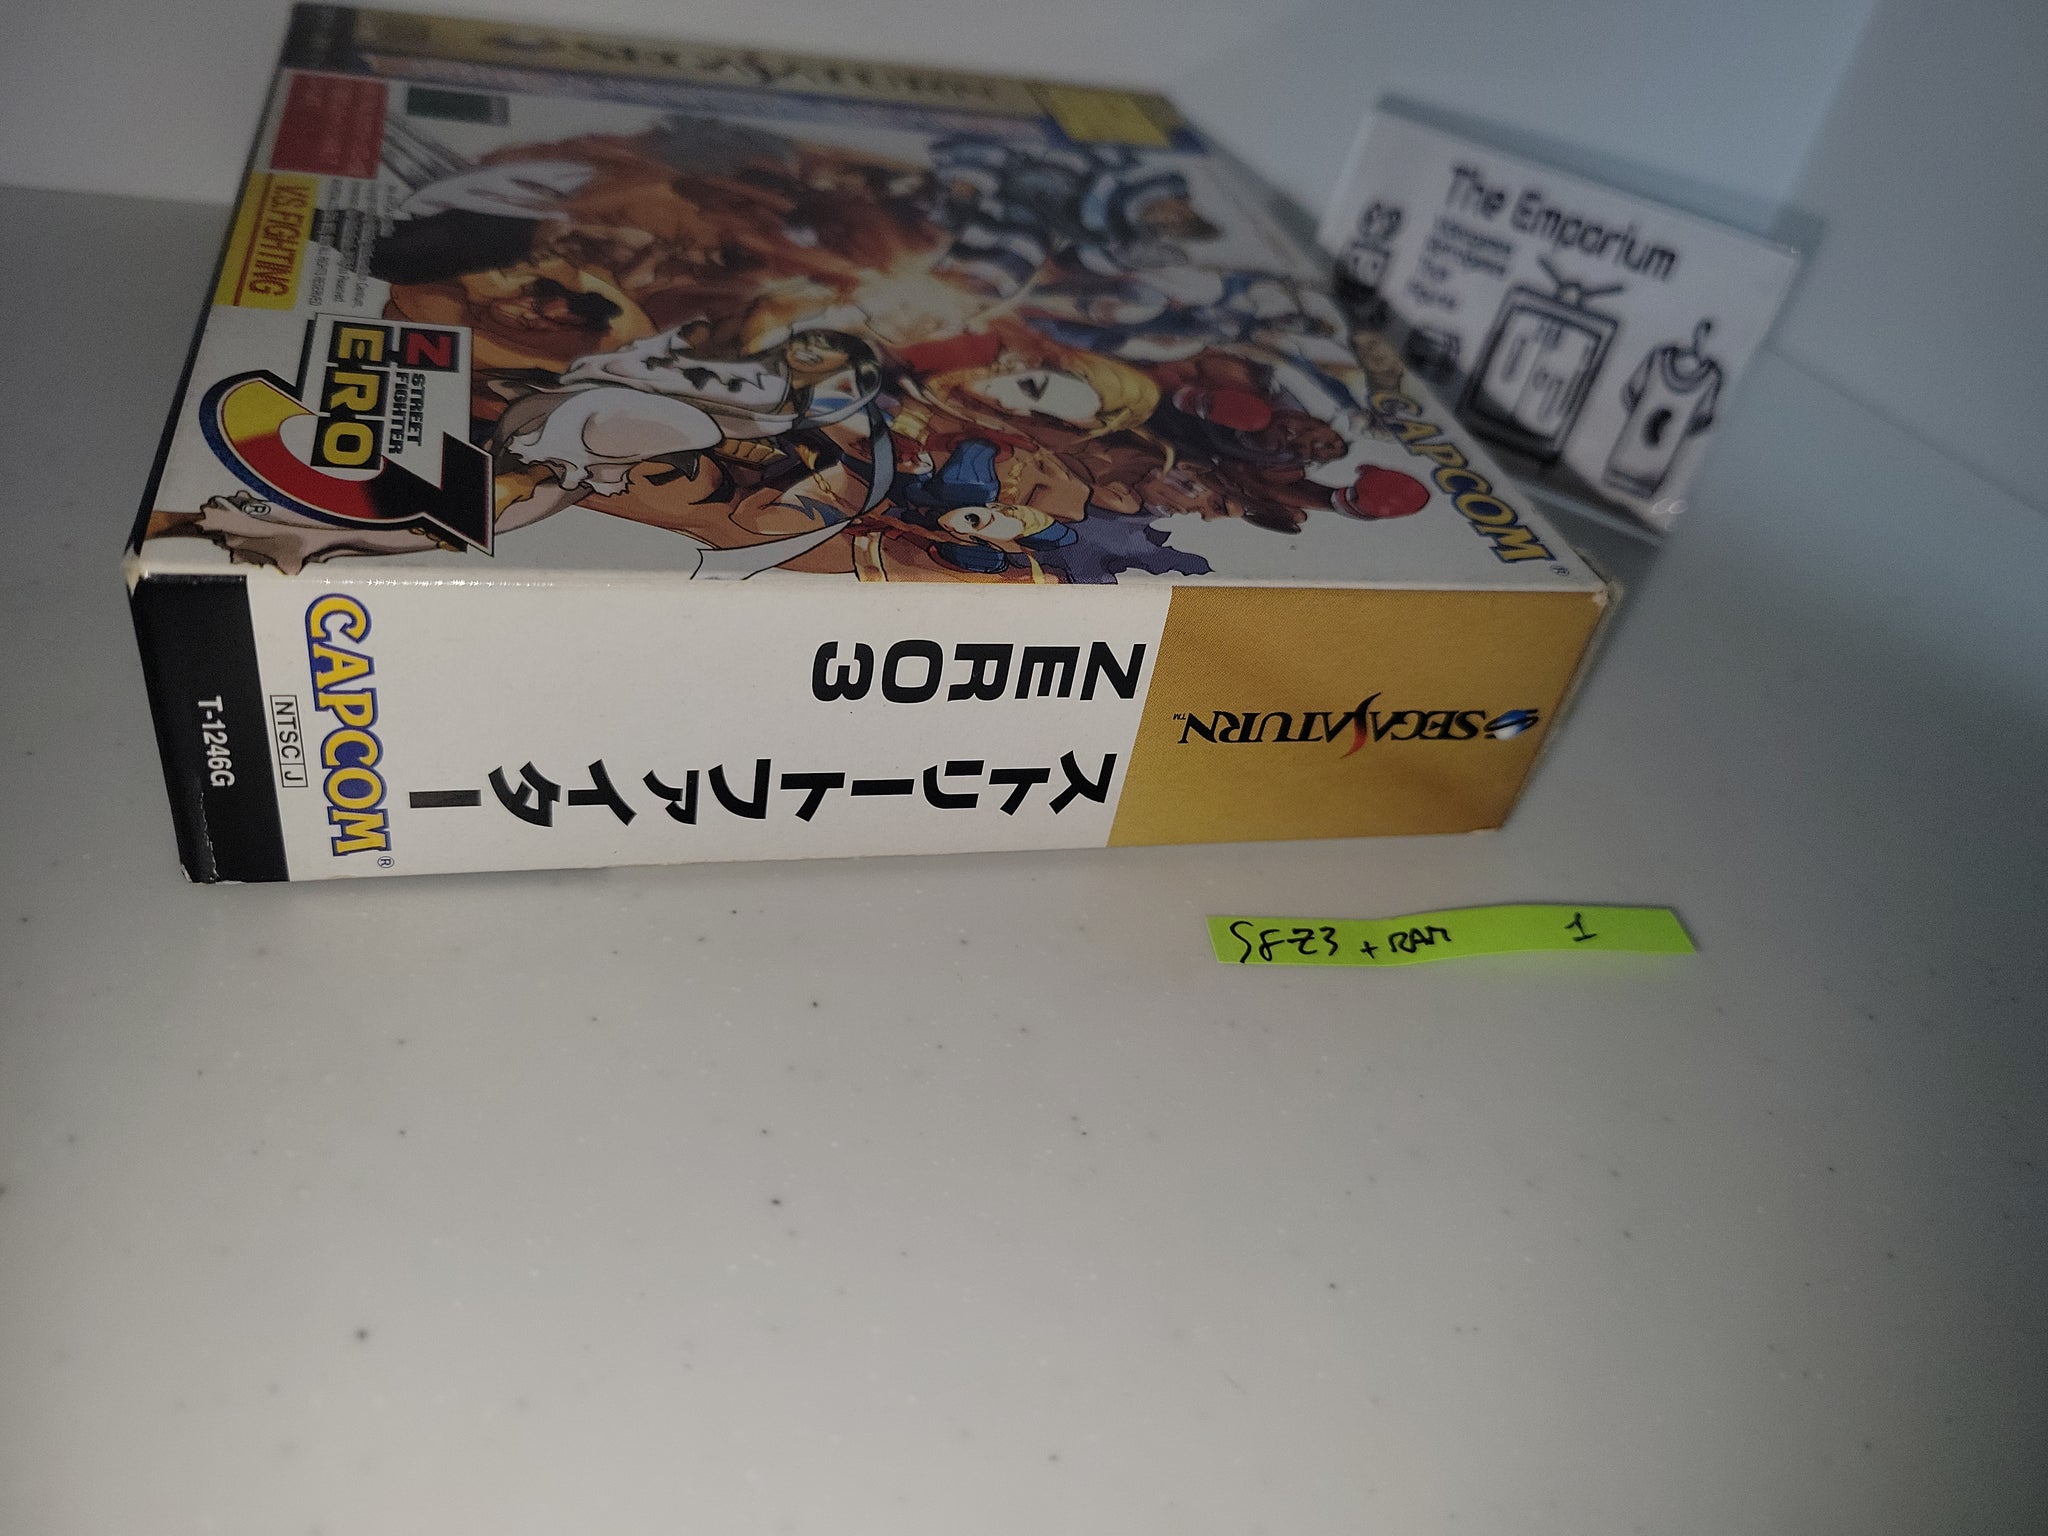 SEGA SATURN
VS.FIGHTING
STREET
FIGHTER
ZERO
3
®
CAPCOM®
SEGASATURN™
ストリートファイター
ZERO3
CAPCOM®
NTSC J
T-1246G
The Emporium
SFZ3 + RAM 1